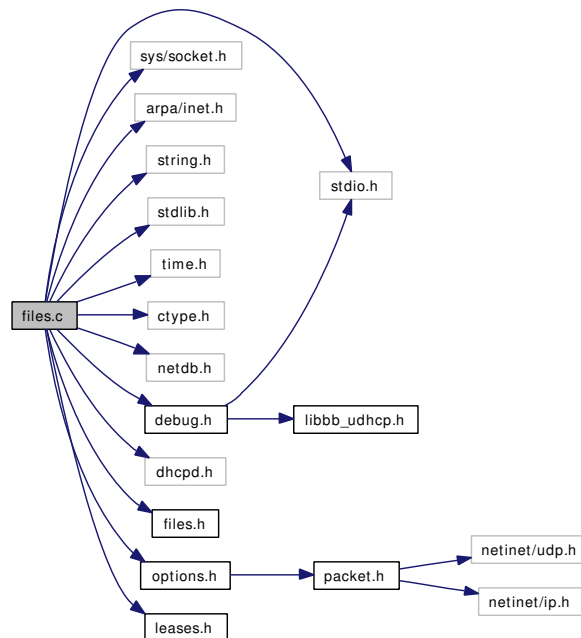 sys/socket.h
arpa/inet.h
string.h
stdio.h
stdlib.h
time.h
files.c
ctype.h
netdb.h
debug.h
libbb_udhcp.h
dhcpd.h
files.h
netinet/udp.h
options.h
packet.h
netinet/ip.h
leases.h